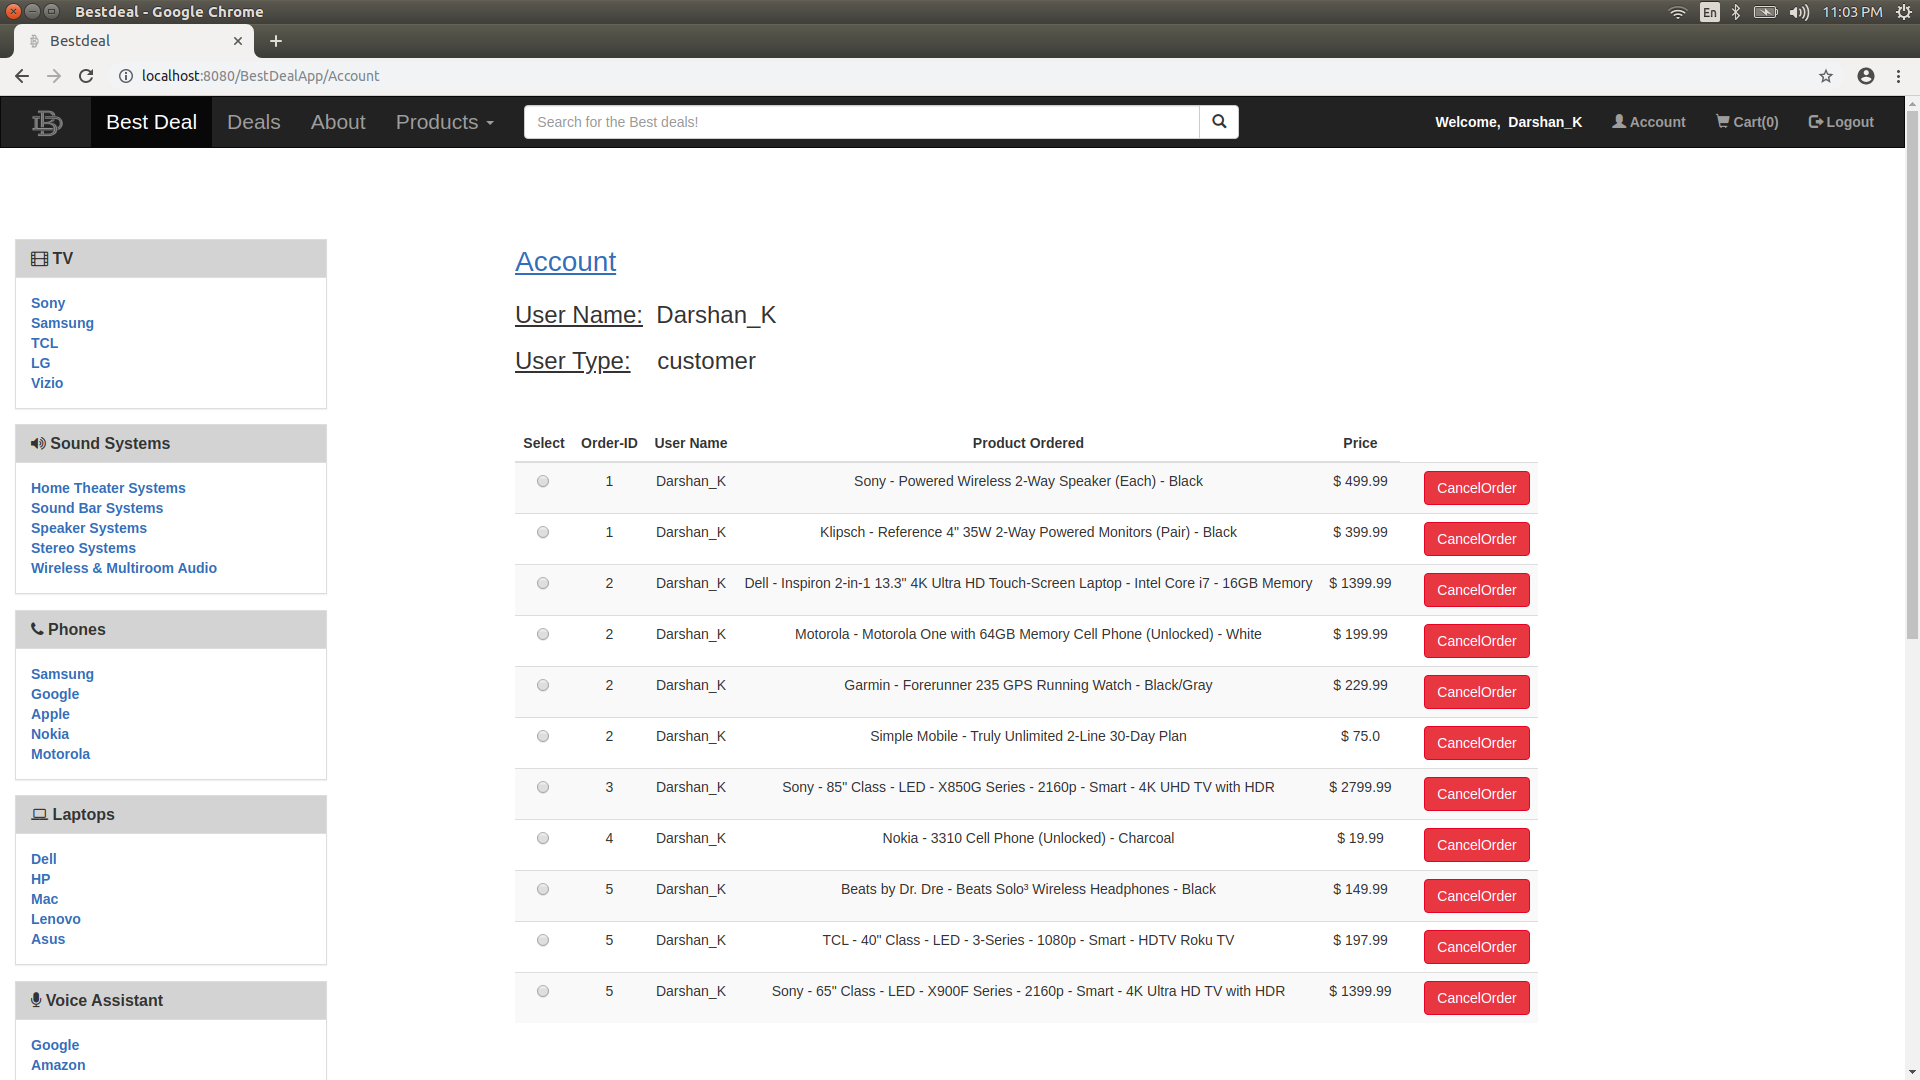 Bestdeal - Google Chrome
En
11:03 PM
Bestdeal
localhost:8080/BestDealApp/Account
Best Deal
Deals
About
Products
Search for the Best deals!
Welcome, Darshan_K
Account
Cart(0)
Logout
TV
Sony
Samsung
TCL
LG
Vizio
Sound Systems
Home Theater Systems
Sound Bar Systems
Speaker Systems
Stereo Systems
Wireless & Multiroom Audio
Phones
Samsung
Google
Apple
Nokia
Motorola
Laptops
Dell
HP
Mac
Lenovo
Asus
Voice Assistant
Google
Amazon
Account
User Name: Darshan_K
User Type: customer
Select Order-ID User Name Product Ordered Price
1 Darshan_K Sony - Powered Wireless 2-Way Speaker (Each) - Black $ 499.99 CancelOrder
1 Darshan_K Klipsch - Reference 4" 35W 2-Way Powered Monitors (Pair) - Black $ 399.99 CancelOrder
2 Darshan_K Dell - Inspiron 2-in-1 13.3" 4K Ultra HD Touch-Screen Laptop - Intel Core i7 - 16GB Memory $ 1399.99 CancelOrder
2 Darshan_K Motorola - Motorola One with 64GB Memory Cell Phone (Unlocked) - White $ 199.99 CancelOrder
2 Darshan_K Garmin - Forerunner 235 GPS Running Watch - Black/Gray $ 229.99 CancelOrder
2 Darshan_K Simple Mobile - Truly Unlimited 2-Line 30-Day Plan $ 75.0 CancelOrder
3 Darshan_K Sony - 85" Class - LED - X850G Series - 2160p - Smart - 4K UHD TV with HDR $ 2799.99 CancelOrder
4 Darshan_K Nokia - 3310 Cell Phone (Unlocked) - Charcoal $ 19.99 CancelOrder
5 Darshan_K Beats by Dr. Dre - Beats Solo³ Wireless Headphones - Black $ 149.99 CancelOrder
5 Darshan_K TCL - 40" Class - LED - 3-Series - 1080p - Smart - HDTV Roku TV $ 197.99 CancelOrder
5 Darshan_K Sony - 65" Class - LED - X900F Series - 2160p - Smart - 4K Ultra HD TV with HDR $ 1399.99 CancelOrder